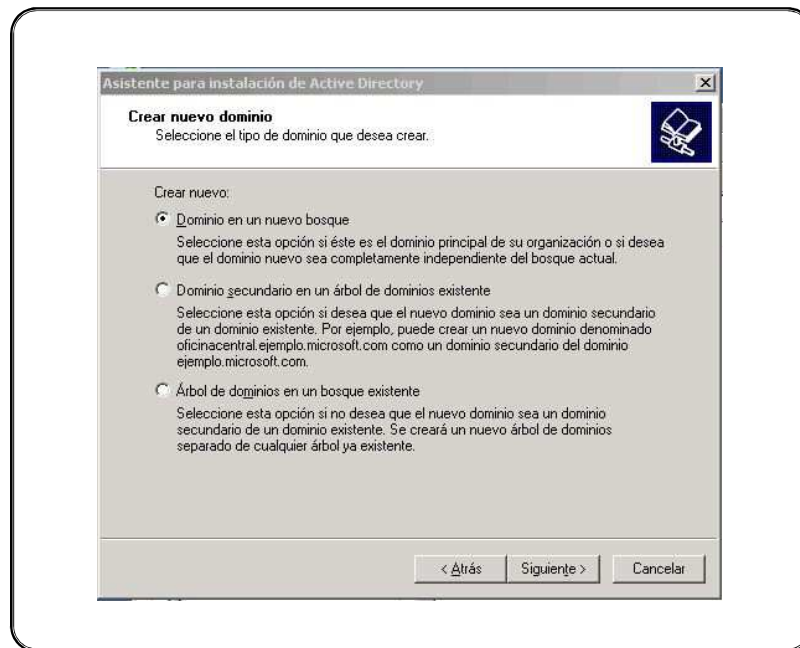 Asistente para instalación de Active Directory
Crear nuevo dominio
Seleccione el tipo de dominio que desea crear.
Crear nuevo:
Dominio en un nuevo bosque
Seleccione esta opción si éste es el dominio principal de su organización o si desea
que el dominio nuevo sea completamente independiente del bosque actual.
Dominio secundario en un árbol de dominios existente
Seleccione esta opción si desea que el nuevo dominio sea un dominio secundario
de un dominio existente. Por ejemplo, puede crear un nuevo dominio denominado
oficinacentral.ejemplo.microsoft.com como un dominio secundario del dominio
ejemplo.microsoft.com.
Árbol de dominios en un bosque existente
Seleccione esta opción si no desea que el nuevo dominio sea un dominio
secundario de un dominio existente. Se creará un nuevo árbol de dominios
separado de cualquier árbol ya existente.
< Atrás Siguiente > Cancelar